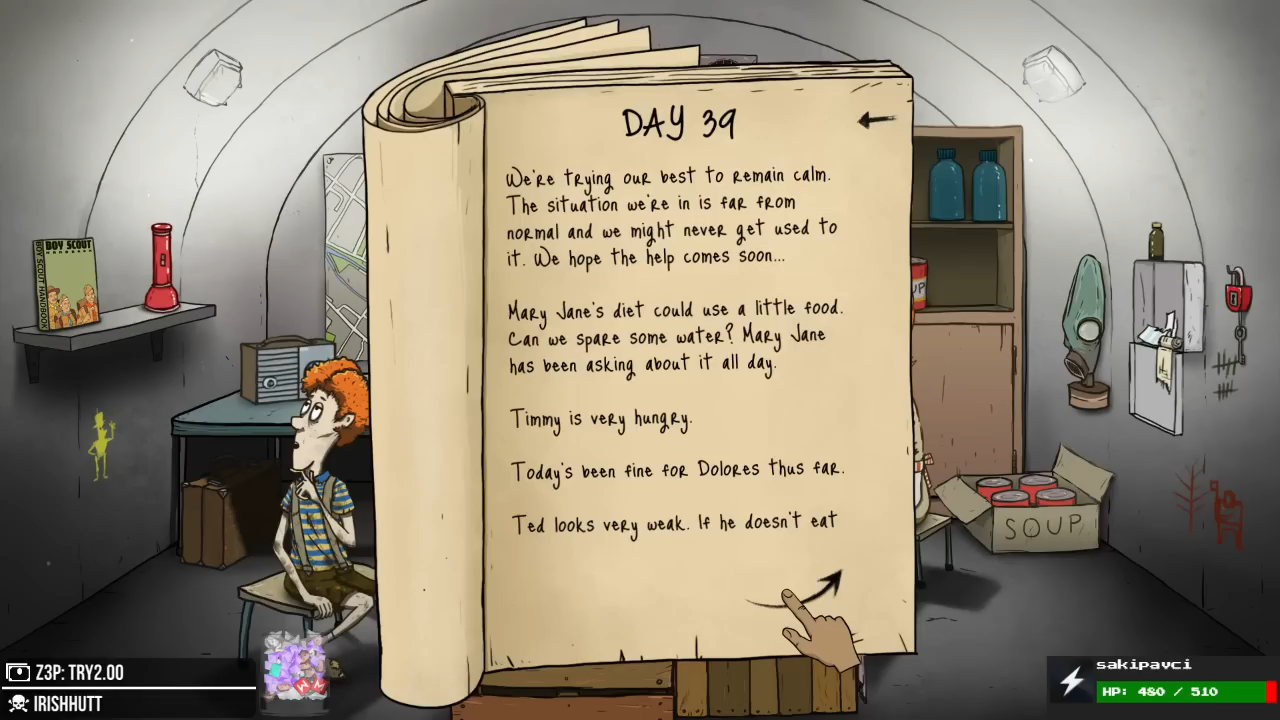 DAY 39
We're trying our best to remain calm.
The situation we're in is far from
normal and we might never get used to
it. We hope the help comes soon...
Mary Jane's diet could use a little food.
Can we spare some water? Mary Jane
has been asking about it all day.
Timmy is very hungry.
Today's been fine for Dolores thus far.
Ted looks very weak. If he doesn't eat
BOY SCOUT
BOY SCOUT HANDBOOK
UP
SOUP
Z3P: TRY2.00
IRISHHUTT
sakipavci
HP: 480 / 510